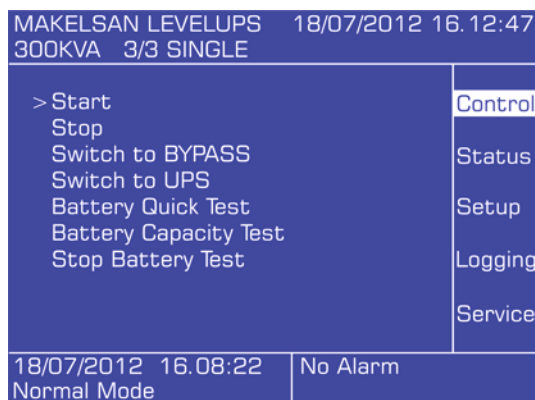 MAKELSAN LEVELUPS 18/07/2012 16.12:47
300KVA 3/3 SINGLE
>Start
Stop
Switch to BYPASS
Switch to UPS
Battery Quick Test
Battery Capacity Test
Stop Battery Test
Control
Status
Setup
Logging
Service
18/07/2012 16.08:22
Normal Mode
No Alarm